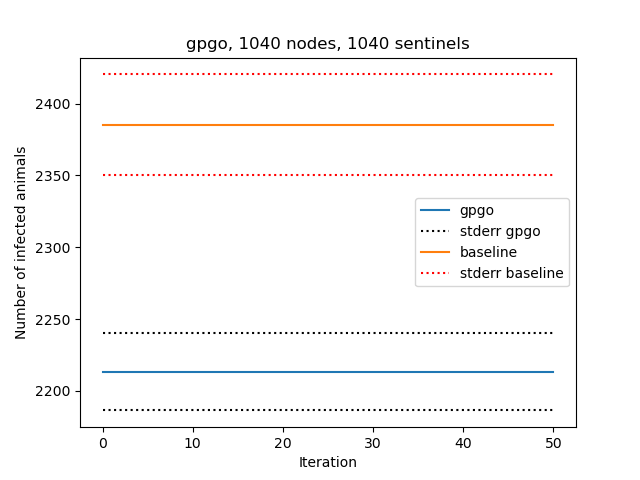 gpgo, 1040 nodes, 1040 sentinels
2400
2350
2300
2250
2200
Number of infected animals
gpgo
stderr gpgo
baseline
stderr baseline
0 10 20 30 40 50
Iteration